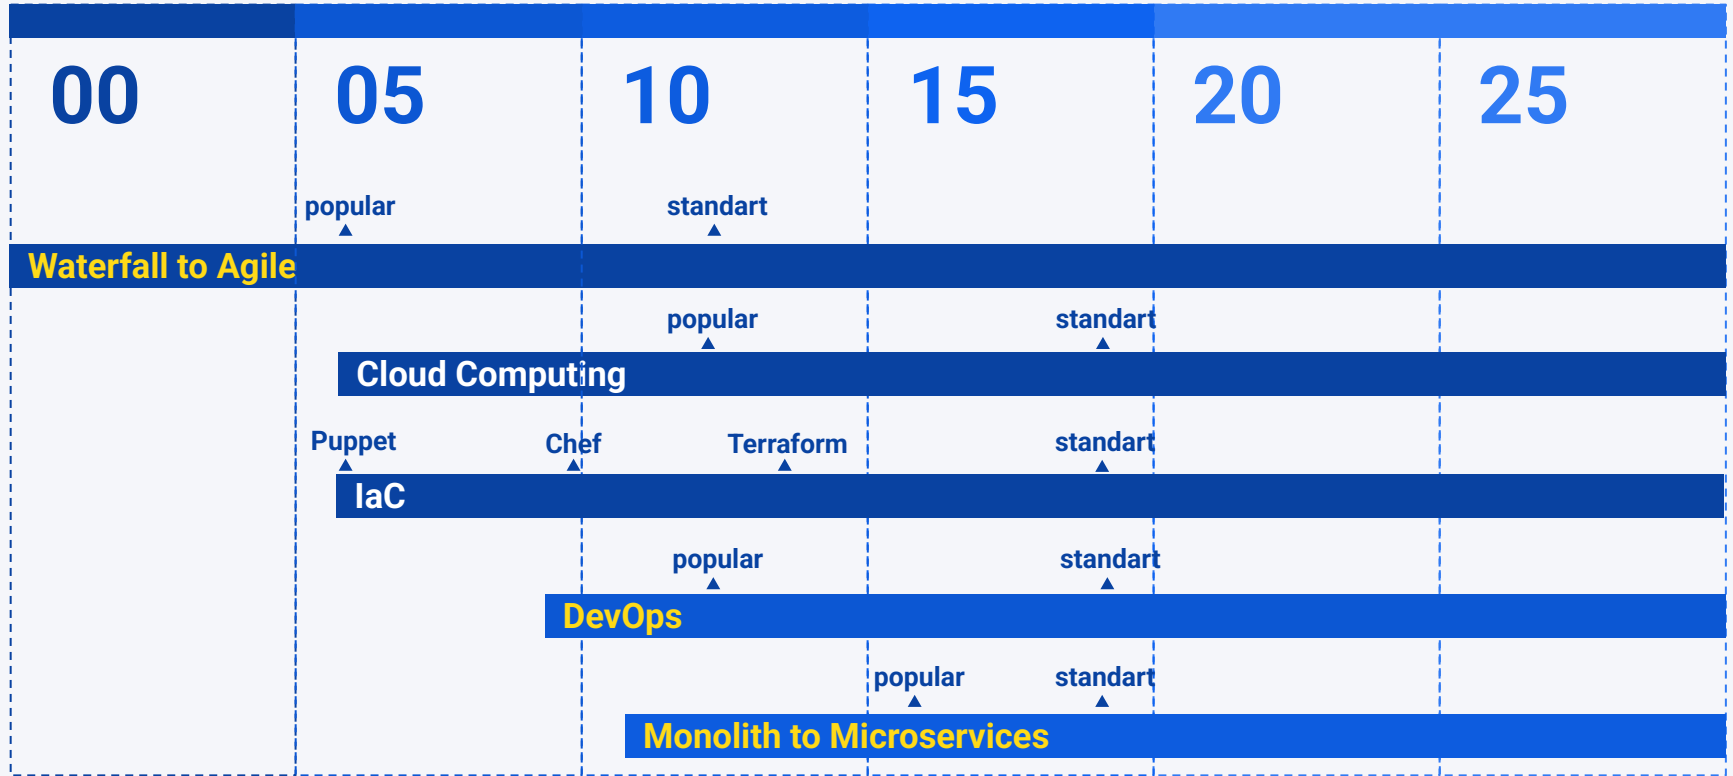 00 05 10 15 20 25
popular standart
Waterfall to Agile
popular standart
Cloud Computing
Puppet Chef Terraform standart
IaC
popular standart
DevOps
popular standart
Monolith to Microservices